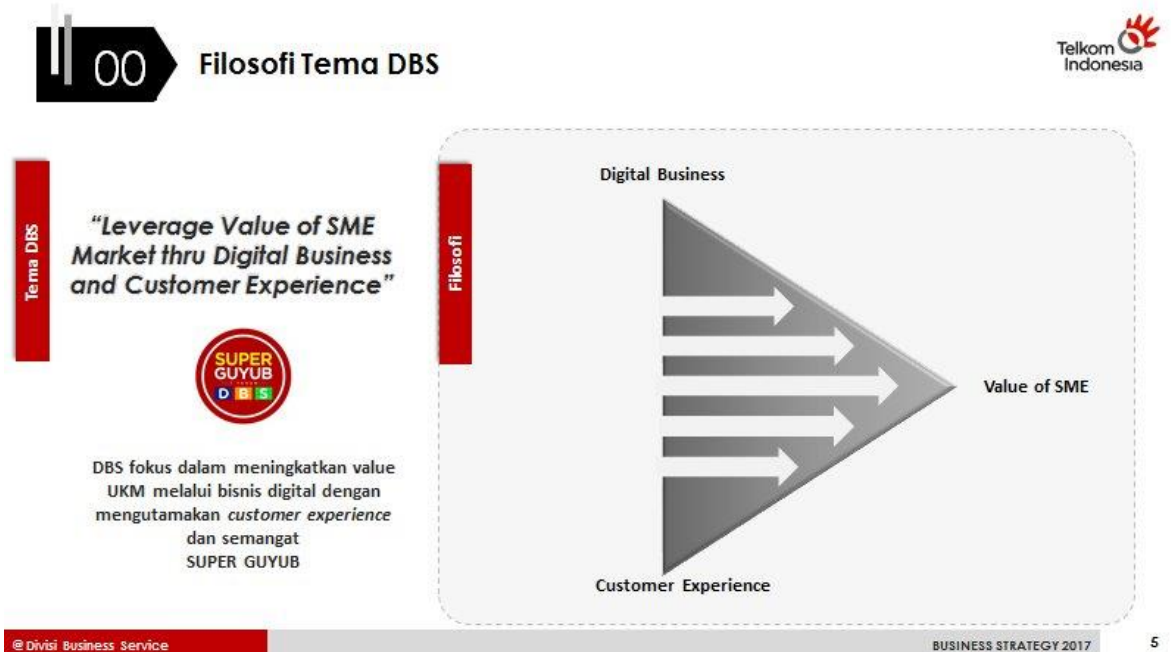 00
Filosofi Tema DBS
Telkom
Indonesia
Tema DBS
"Leverage Value of SME
Market thru Digital Business
and Customer Experience"
SUPER
GUYUB
DBS
DBS fokus dalam meningkatkan value
UKM melalui bisnis digital dengan
mengutamakan customer experience
dan semangat
SUPER GUYUB
Filosofi
Digital Business
Value of SME
Customer Experience
@ Divisi Business Service
BUSINESS STRATEGY 2017
5